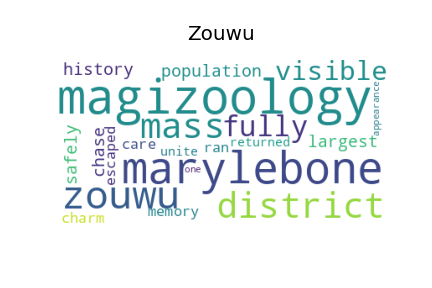 Zouwu
history population visible
magizoology
mass fully
safely chase escaped care unite ran returned largest appearance
marylebone
one
zouwu district
charm memory